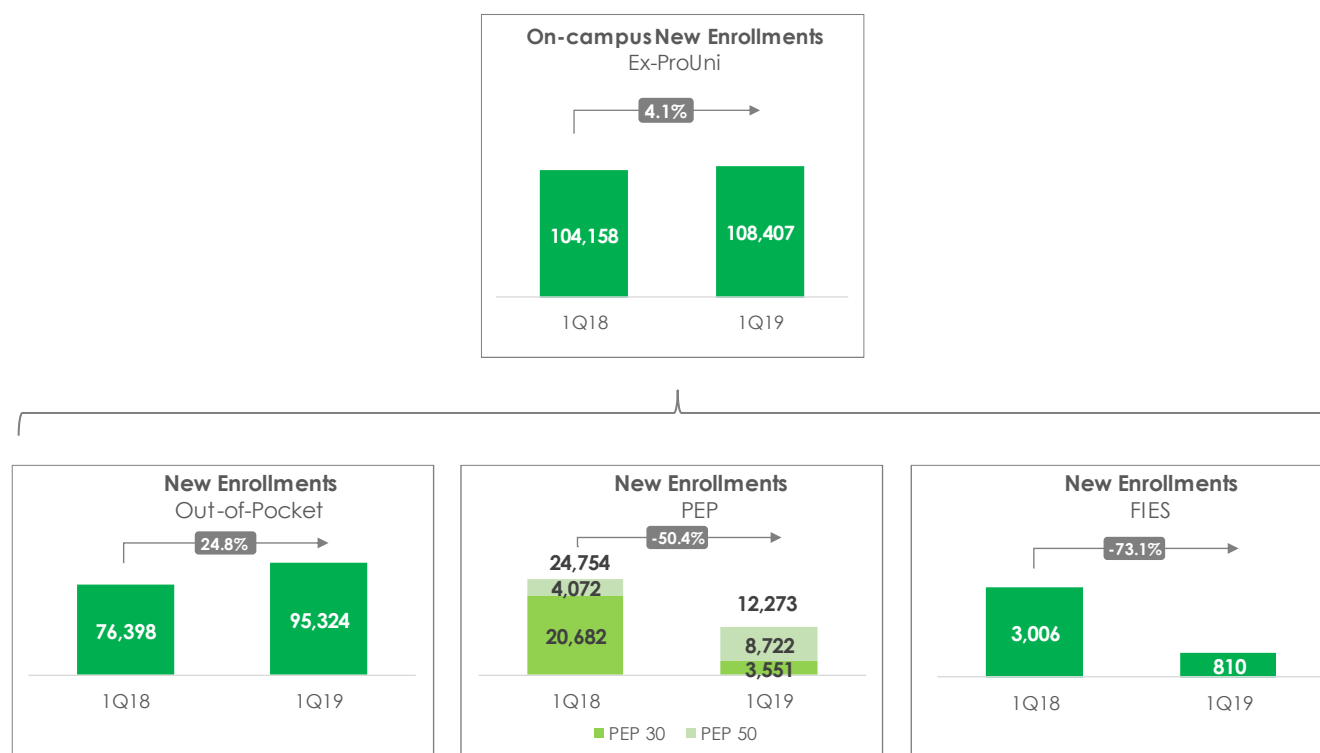 On-campus New Enrollments
Ex-ProUni
4.1%
104,158
108,407
1Q18
1Q19
New Enrollments
Out-of-Pocket
24.8%
76,398
95,324
1Q18
1Q19
New Enrollments
PEP
-50.4%
24,754
4,072
20,682
12,273
8,722
3,551
1Q18
1Q19
PEP 30
PEP 50
New Enrollments
FIES
-73.1%
3,006
810
1Q18
1Q19